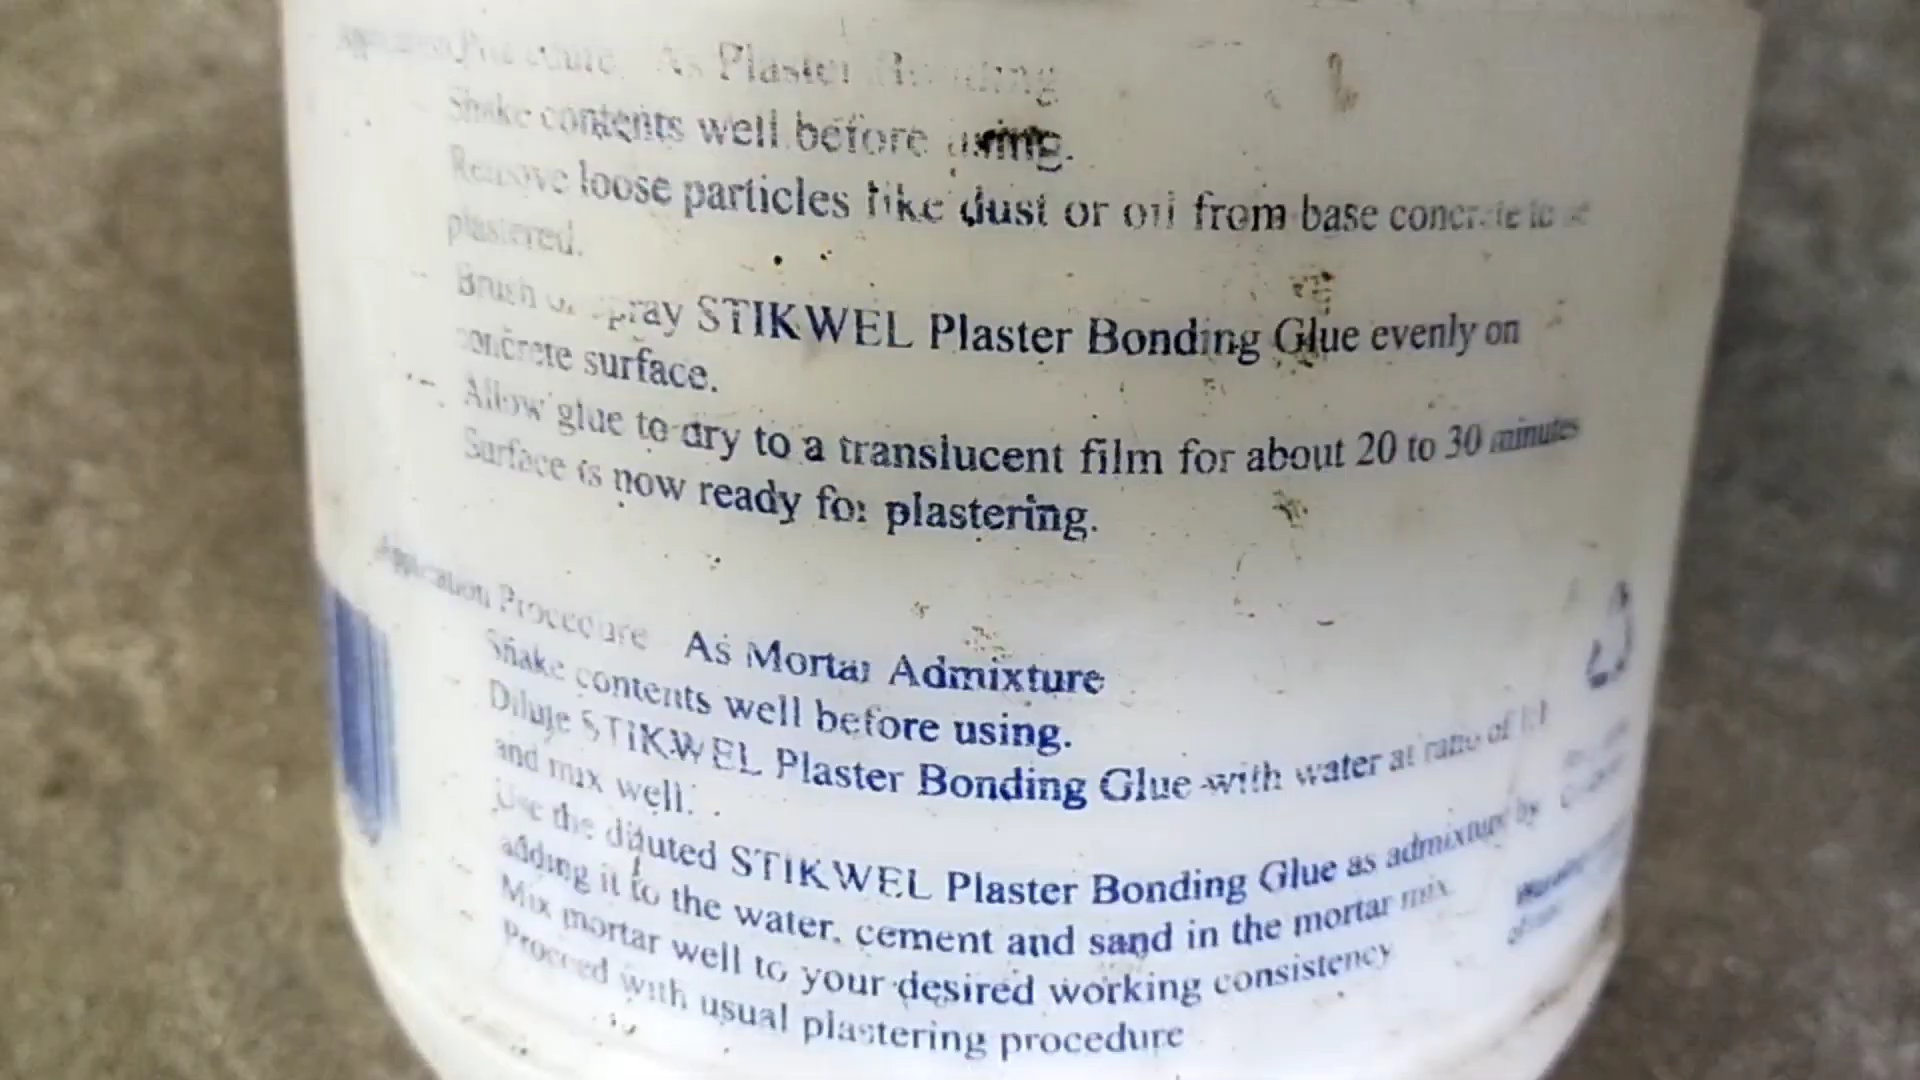 Application Procedure As Plaster Bonding
Shake contents well before using.
Remove loose particles like dust or oil from base concrete to be
plastered.
Brush or spray STIKWEL Plaster Bonding Glue evenly on
concrete surface.
Allow glue to dry to a translucent film for about 20 to 30 minutes
Surface is now ready for plastering.
Application Procedure As Mortar Admixture
Shake contents well before using.
Dilute STIKWEL Plaster Bonding Glue with water at ratio of 1:1
and mix well.
Use the diluted STIKWEL Plaster Bonding Glue as admixture by
adding it to the water, cement and sand in the mortar mix
Mix mortar well to your desired working consistency
Proceed with usual plastering procedure